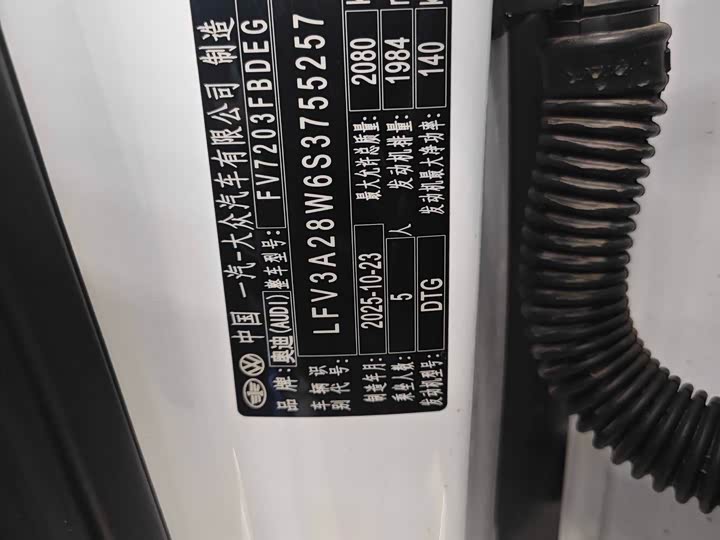 中国 一汽-大众汽车有限公司 制造
品牌: 奥迪(AUDI) 整车型号: FV7203FBDEG
车辆识别代号: LFV3A28W6S3755257
制造年月: 2025-10-23 最大允许总质量: 2080
乘坐人数: 5 人 发动机排量: 1984
发动机型号: DTG 发动机最大净功率: 140